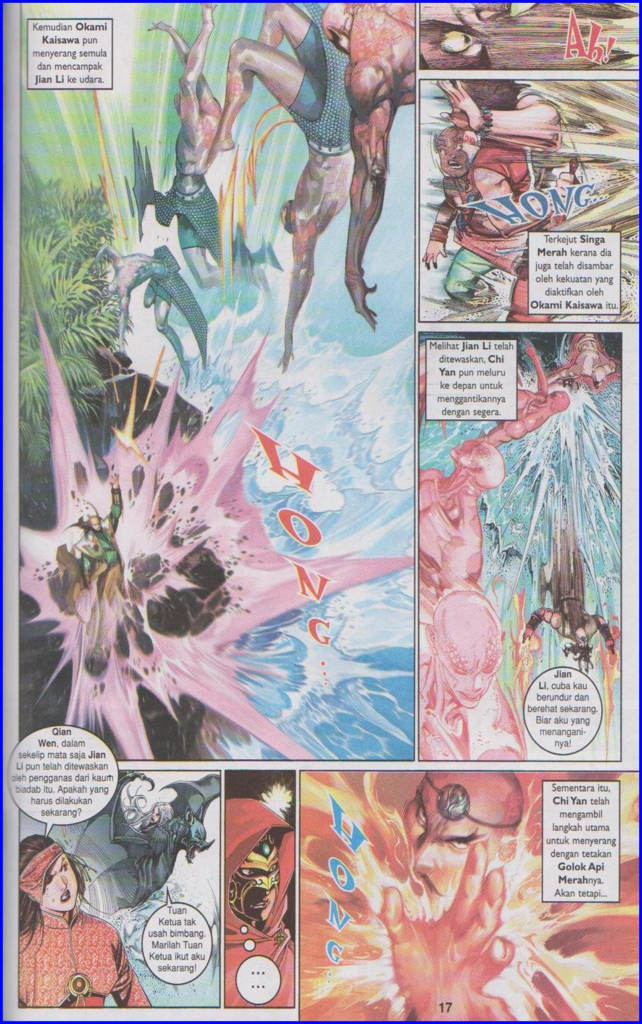 Kemudian Okami
Kaisawa pun
menyerang semula
dan mencampak
Jian Li ke udara.
Ah!
HONG...
Terkejut Singa
Merah kerana dia
juga telah disambar
oleh kekuatan yang
diaktifkan oleh
Okami Kaisawa itu.
HONG...
Melihat Jian Li telah
ditewaskan, Chi
Yan pun meluru
ke depan untuk
menggantikannya
dengan segera.
Jian
Li, cuba kau
berundur dan
berehat sekarang.
Biar aku yang
menangani-
nya!
Qian
Wen, dalam
sekelip mata saja Jian
Li pun telah ditewaskan
oleh pengganas dari kaum
biadab itu. Apakah yang
harus dilakukan
sekarang?
Tuan
Ketua tak
usah bimbang.
Marilah Tuan
Ketua ikut aku
sekarang!
...
...
HONG...
Sementara itu,
Chi Yan telah
mengambil
langkah utama
untuk menyerang
dengan tetakan
Golok Api
Merahnya.
Akan tetapi...
17